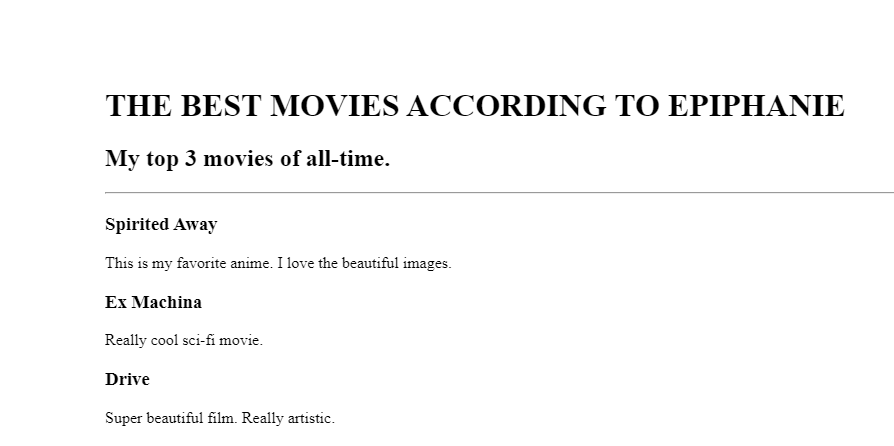 THE BEST MOVIES ACCORDING TO EPIPHANIE
My top 3 movies of all-time.
Spirited Away
This is my favorite anime. I love the beautiful images.
Ex Machina
Really cool sci-fi movie.
Drive
Super beautiful film. Really artistic.